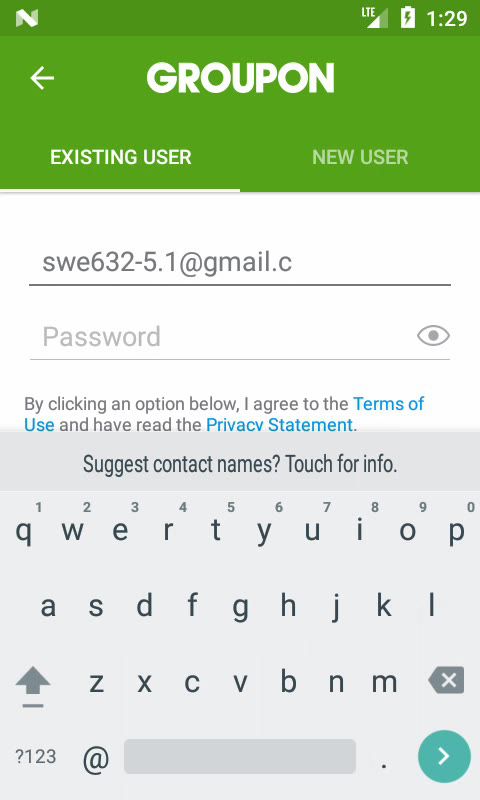 LTE 1:29
GROUPON
EXISTING USER NEW USER
swe632-5.1@gmail.c
Password
By clicking an option below, I agree to the Terms of
Use and have read the Privacy Statement.
Suggest contact names? Touch for info.
1 2 3 4 5 6 7 8 9 0
q w e r t y u i o p
a s d f g h j k l
z x c v b n m
?123 @ .